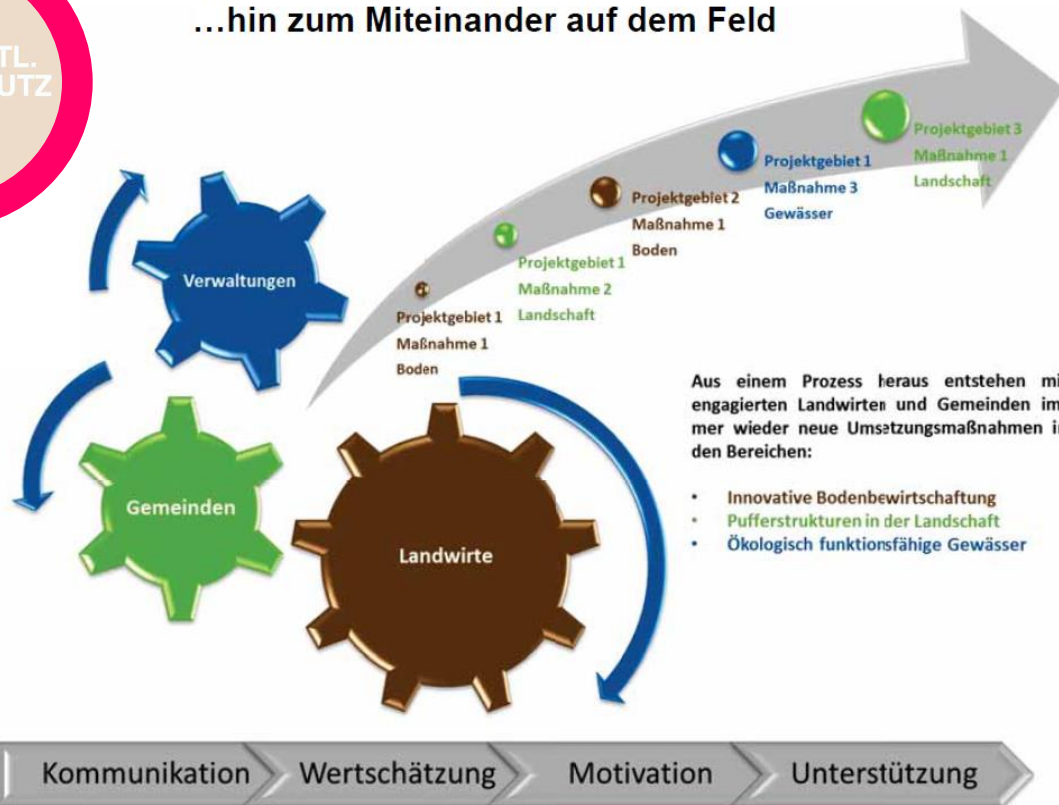 ...hin zum Miteinander auf dem Feld
TL.
UTZ
Projektgebiet 3
Maßnahme 1
Landschaft
Projektgebiet 1
Maßnahme 3
Gewässer
Projektgebiet 2
Maßnahme 1
Boden
Projektgebiet 1
Maßnahme 2
Landschaft
Projektgebiet 1
Maßnahme 1
Boden
Verwaltungen
Gemeinden
Landwirte
Aus einem Prozess heraus entstehen mi
engagierten Landwirten und Gemeinden im
mer wieder neue Umsetzungsmaßnahmen i
den Bereichen:
• Innovative Bodenbewirtschaftung
• Pufferstrukturen in der Landschaft
• Ökologisch funktionsfähige Gewässer
Kommunikation Wertschätzung Motivation Unterstützung